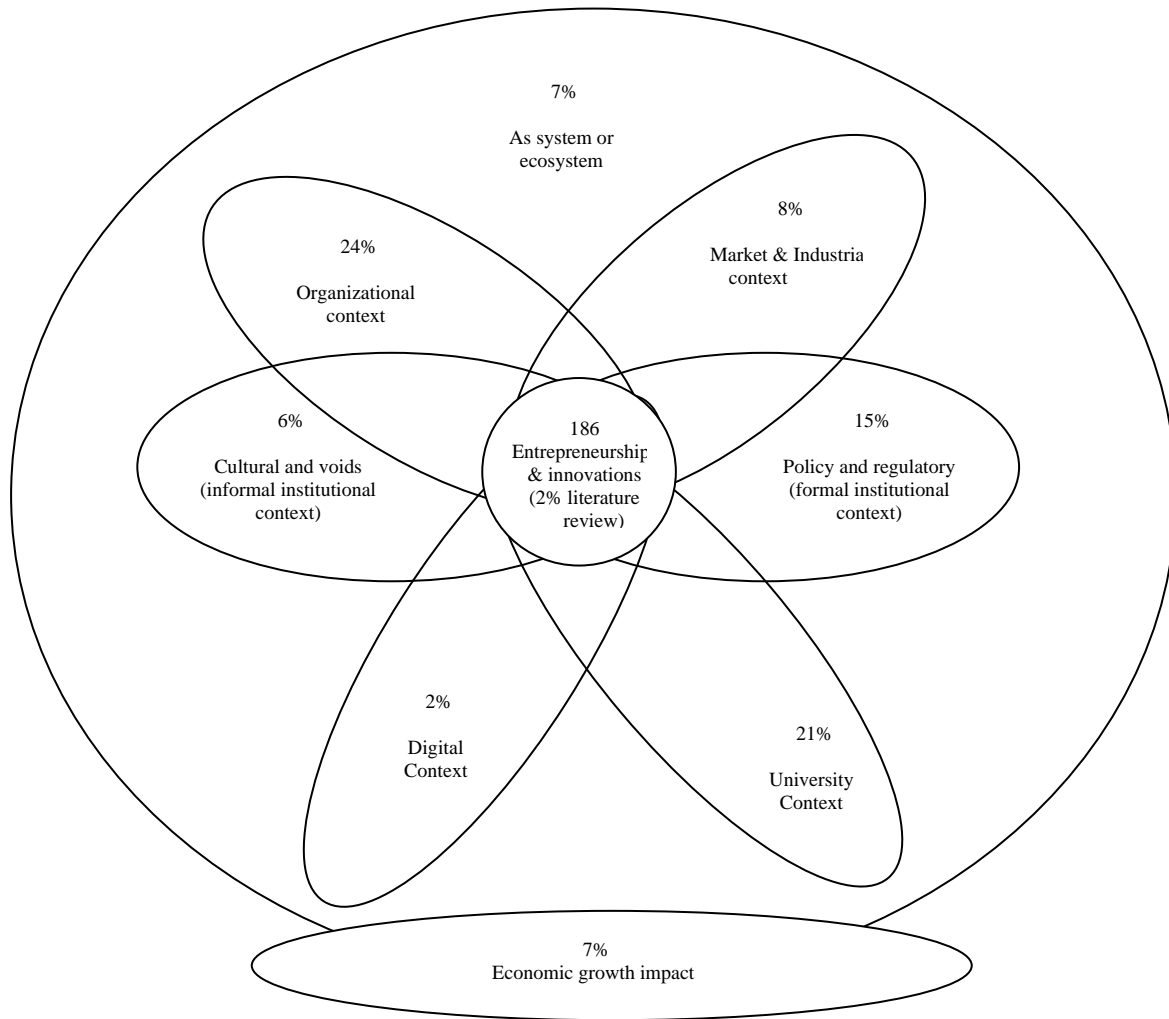 7%
As system or
ecosystem
8%
Market & Industria
context
24%
Organizational
context
6%
Cultural and voids
(informal institutional
context)
186
Entrepreneurship
& innovations
(2% literature
review)
15%
Policy and regulatory
(formal institutional
context)
2%
Digital
Context
21%
University
Context
7%
Economic growth impact